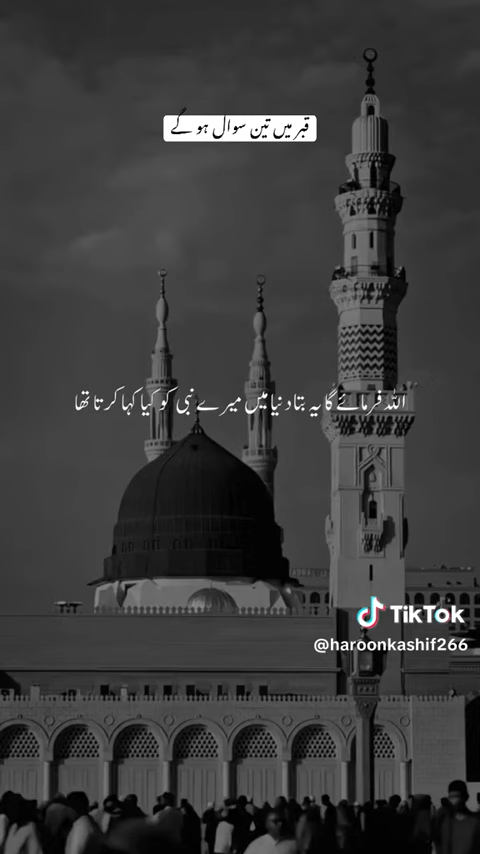 قبر میں تین سوال ہو گے
اللہ فرمائے گا یہ بتا دنیا میں میرے نبی کو کیا کہا کرتا تھا
TikTok
@haroonkashif266